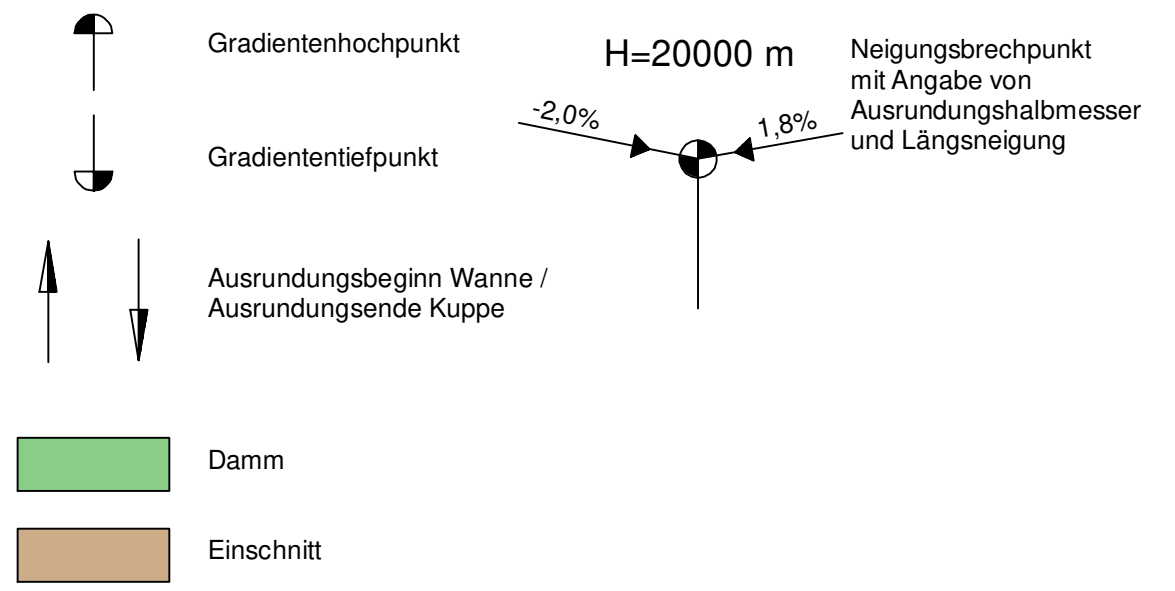 Gradientenhochpunkt
Gradiententiefpunkt
Ausrundungsbeginn Wanne /
Ausrundungsende Kuppe
Damm
Einschnitt
H=20000 m
-2,0%
1,8%
Neigungsbrechpunkt
mit Angabe von
Ausrundungshalbmesser
und Längsneigung